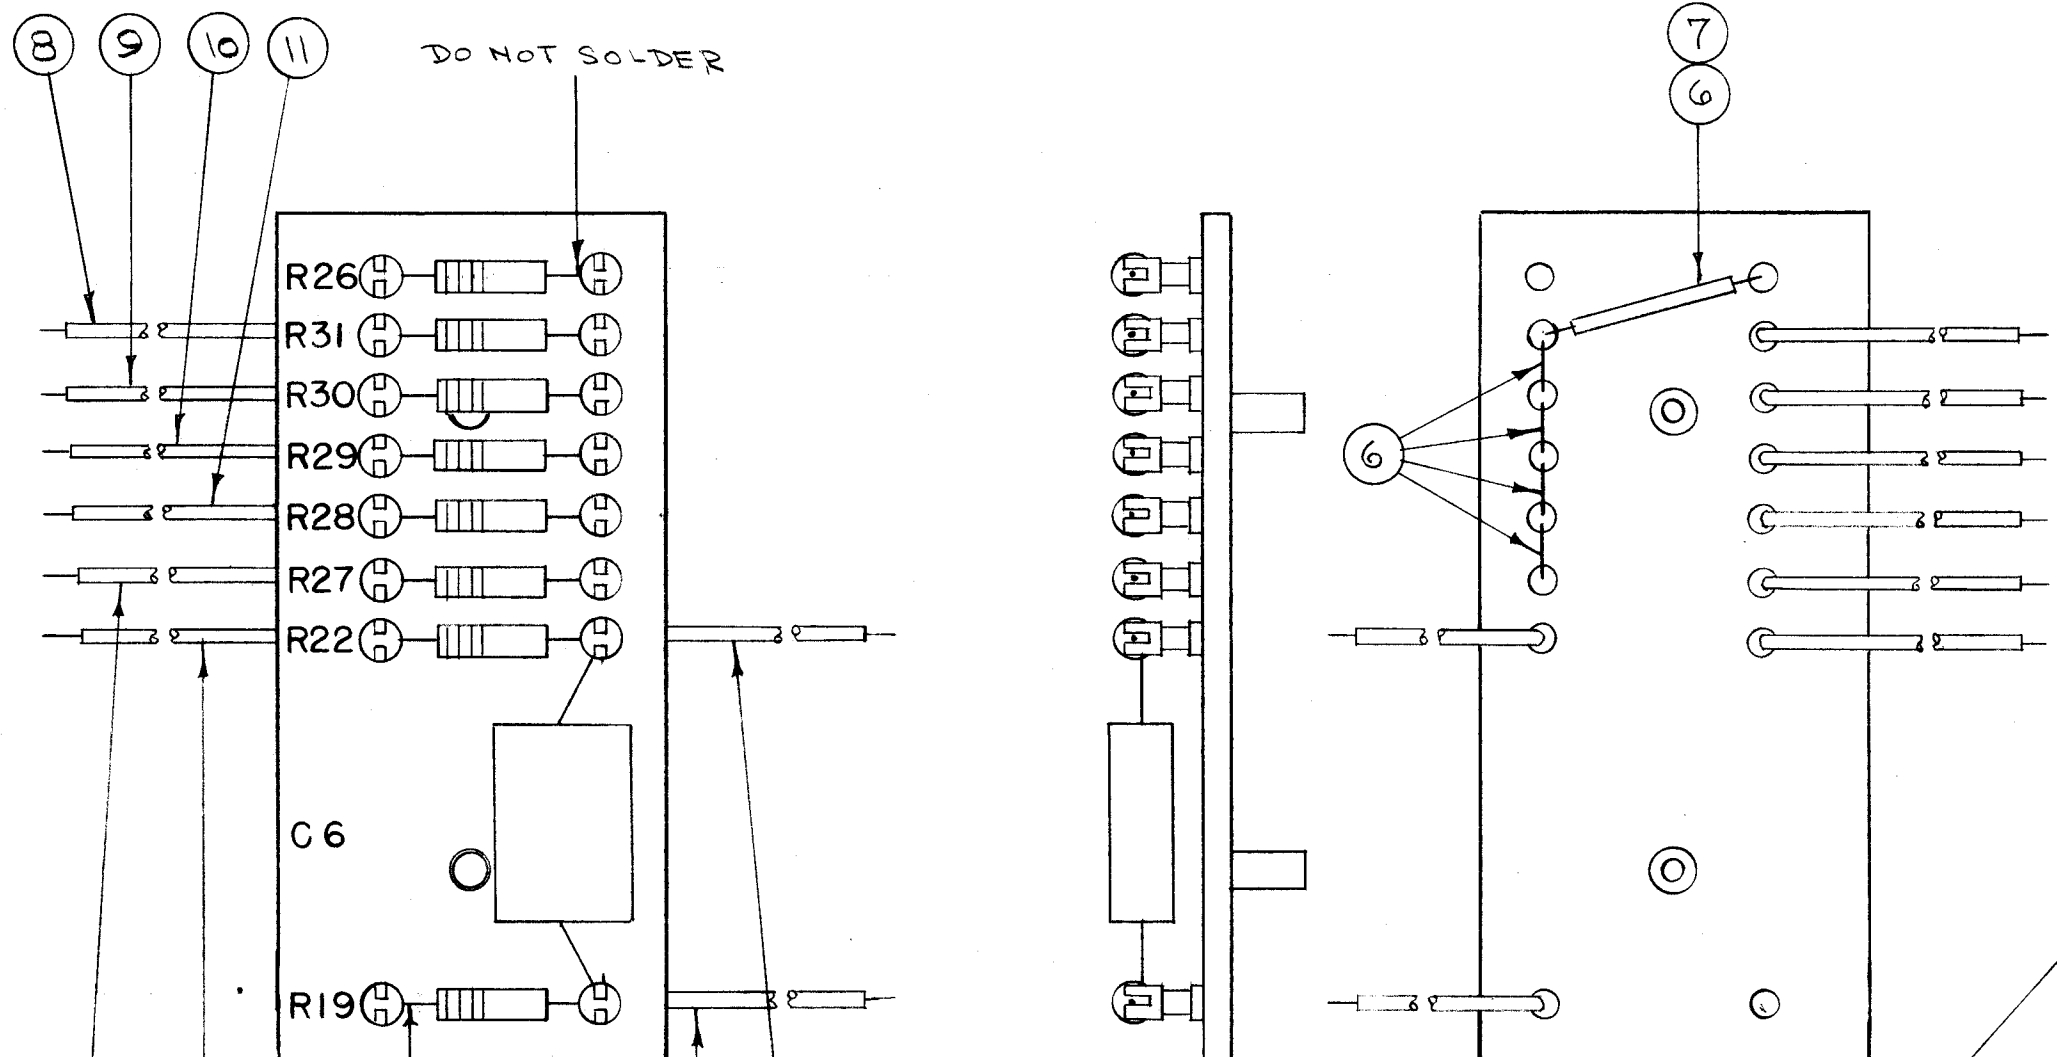 8 9 10 11
DO NOT SOLDER
7
6
R26
R31
R30
R29
6
R28
R27
R22
C6
R19